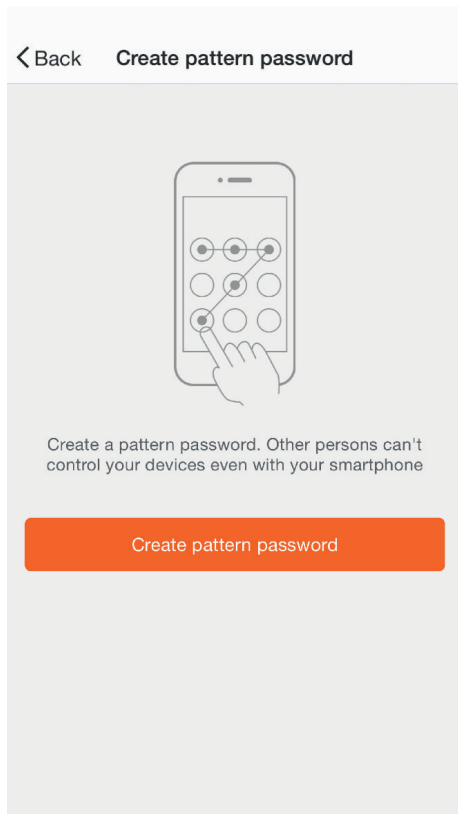 Back Create pattern password
Create a pattern password. Other persons can't
control your devices even with your smartphone
Create pattern password